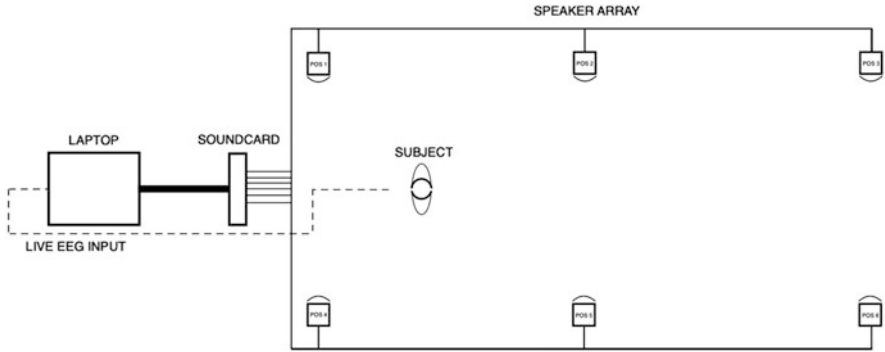 SPEAKER ARRAY
POS 1
POS 2
POS 3
LAPTOP
SOUNDCARD
SUBJECT
LIVE EEG INPUT
POS 4
POS 5
POS 6